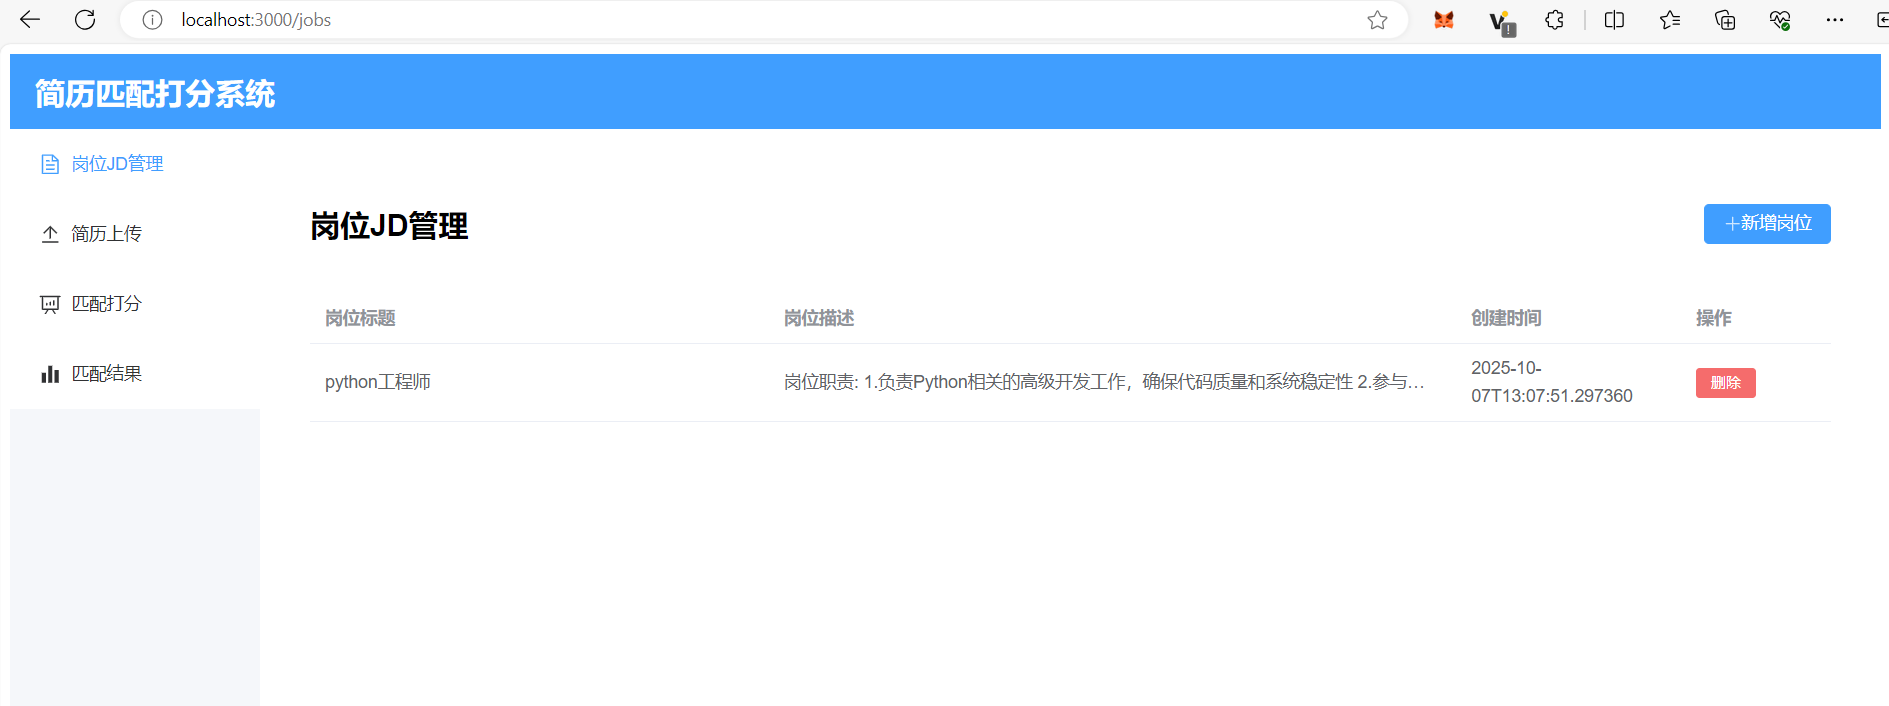 localhost:3000/jobs
简历匹配打分系统
岗位JD管理
简历上传
匹配打分
匹配结果
岗位JD管理
+新增岗位
岗位标题 岗位描述 创建时间 操作
python工程师 岗位职责: 1.负责Python相关的高级开发工作，确保代码质量和系统稳定性 2.参与… 2025-10-
07T13:07:51.297360
删除